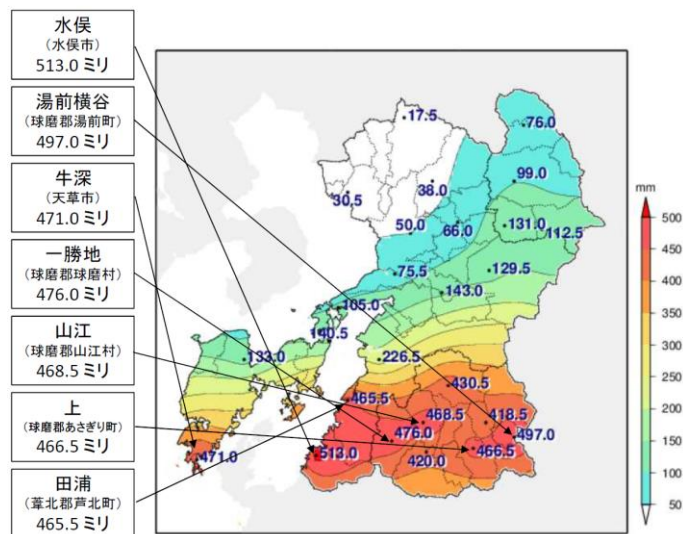 水俣
（水俣市）
513.0 ミリ
湯前横谷
（球磨郡湯前町）
497.0 ミリ
牛深
（天草市）
471.0 ミリ
一勝地
（球磨郡球磨村）
476.0 ミリ
山江
（球磨郡山江村）
468.5 ミリ
上
（球磨郡あさぎり町）
466.5 ミリ
田浦
（葦北郡芦北町）
465.5 ミリ
17.5
76.0
38.0
99.0
30.5
50.0
66.0
131.0
112.5
75.5
129.5
143.0
105.0
140.5
133.0
226.5
430.5
465.5
468.5
418.5
476.0
497.0
471.0
513.0
420.0
466.5
mm
500
450
400
350
300
250
200
150
100
50